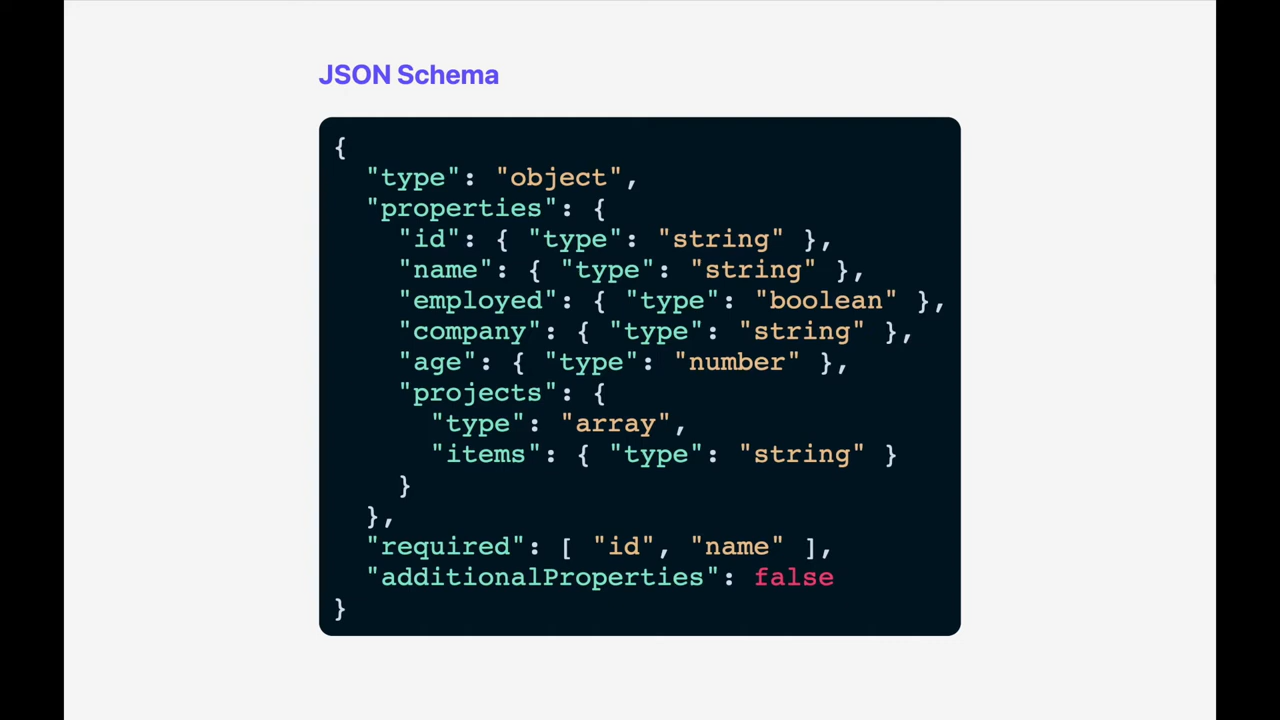 JSON Schema
{
  "type": "object",
  "properties": {
    "id": { "type": "string" },
    "name": { "type": "string" },
    "employed": { "type": "boolean" },
    "company": { "type": "string" },
    "age": { "type": "number" },
    "projects": {
      "type": "array",
      "items": { "type": "string" }
    }
  },
  "required": [ "id", "name" ],
  "additionalProperties": false
}